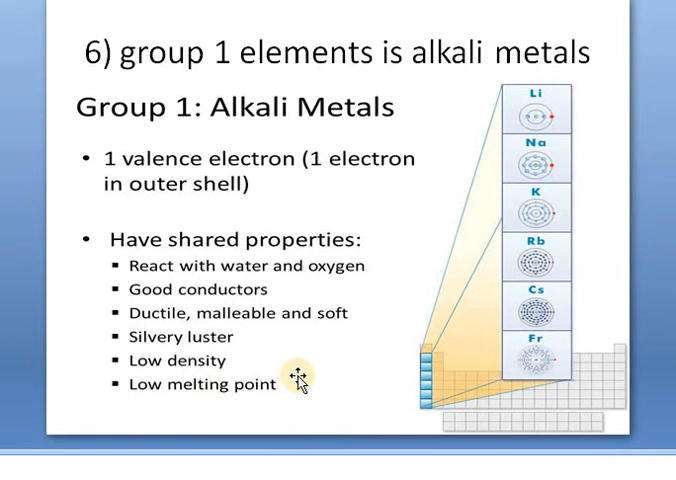 6) group 1 elements is alkali metals
Group 1: Alkali Metals
• 1 valence electron (1 electron
in outer shell)
• Have shared properties:
▪ React with water and oxygen
▪ Good conductors
▪ Ductile, malleable and soft
▪ Silvery luster
▪ Low density
▪ Low melting point
Li
Na
K
Rb
Cs
Fr